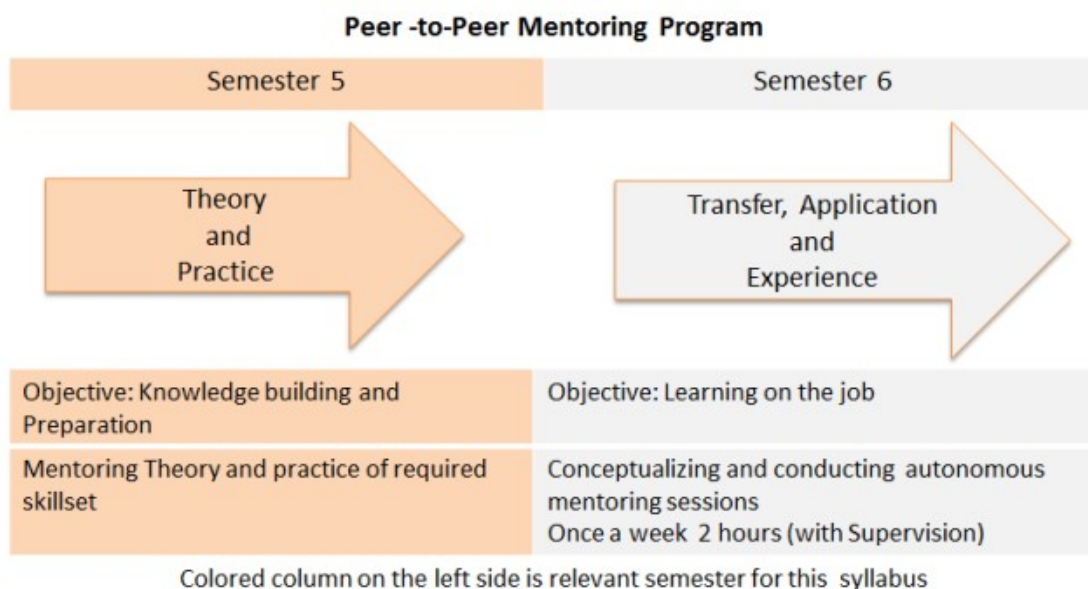 Peer -to-Peer Mentoring Program
Semester 5
Semester 6
Theory
and
Practice
Transfer, Application
and
Experience
Objective: Knowledge building and
Preparation
Objective: Learning on the job
Mentoring Theory and practice of required
skillset
Conceptualizing and conducting autonomous
mentoring sessions
Once a week 2 hours (with Supervision)
Colored column on the left side is relevant semester for this syllabus